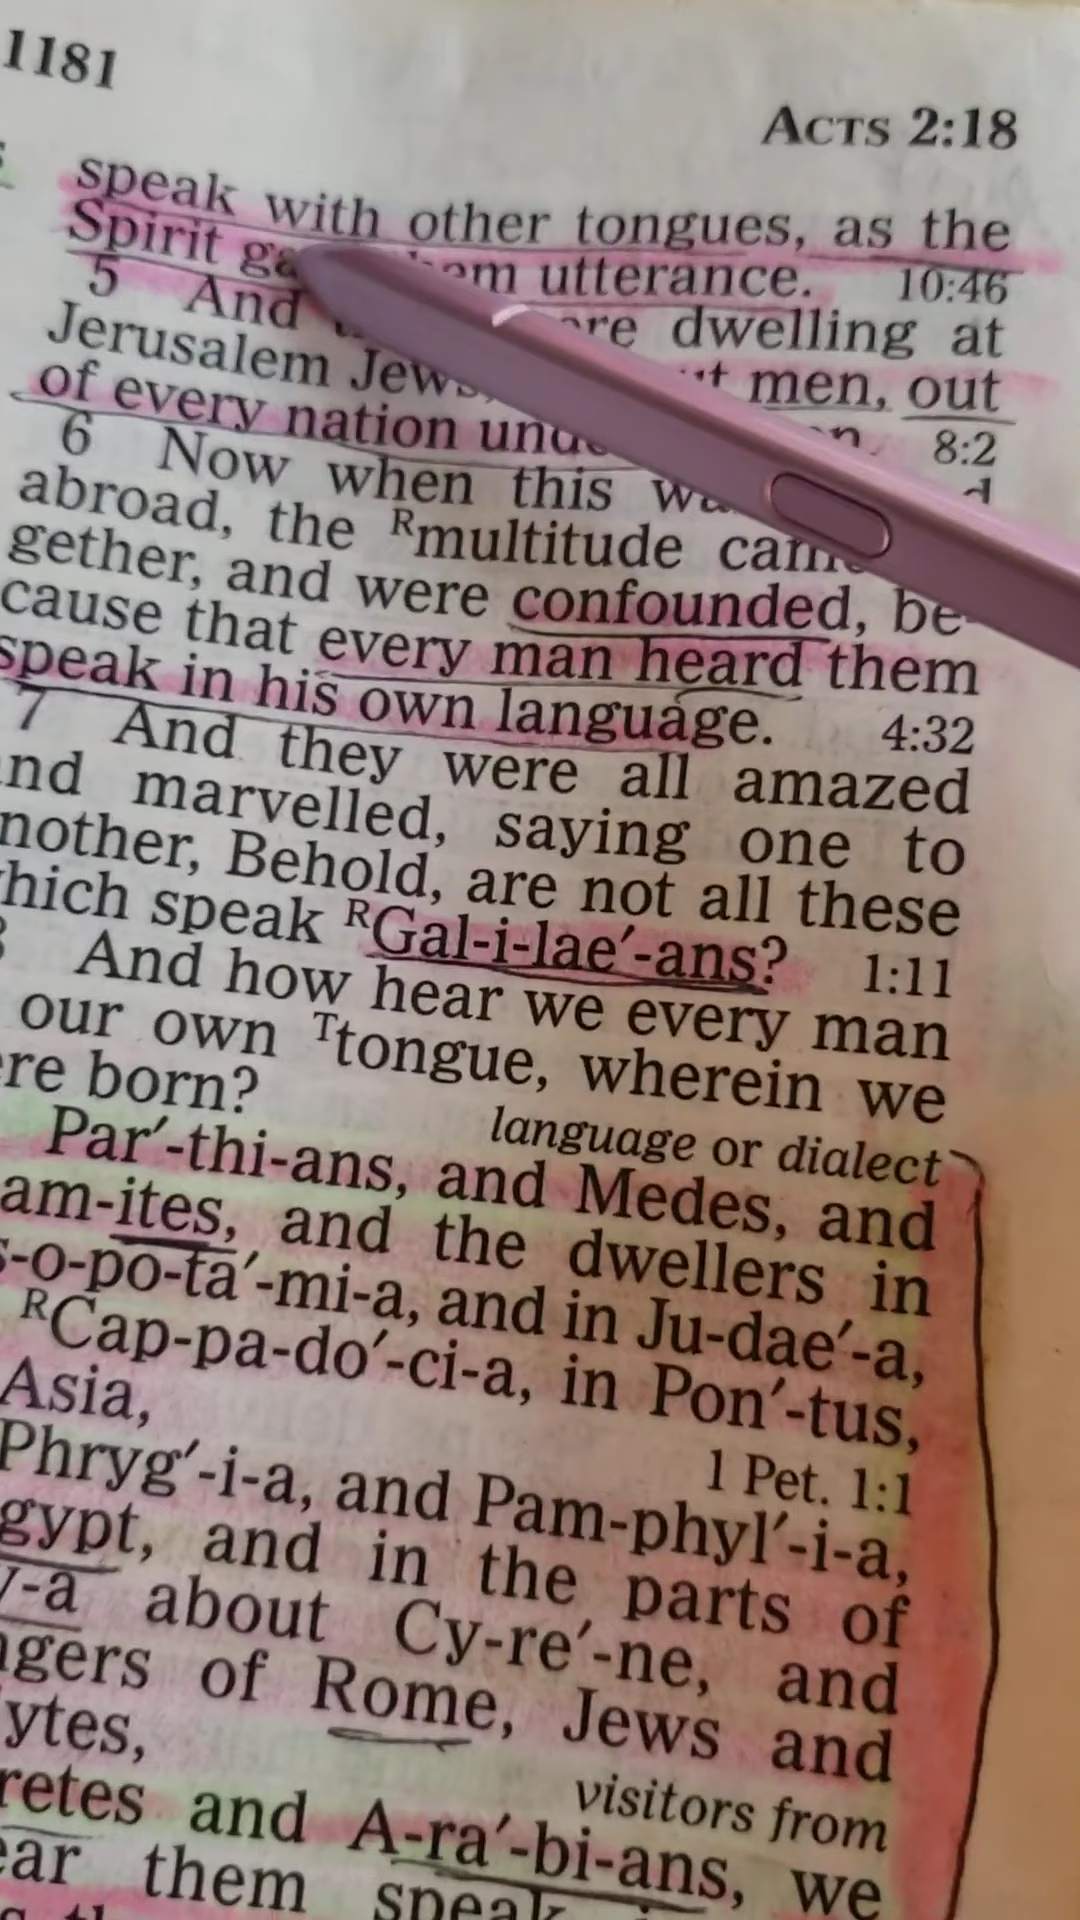 1181
ACTS 2:18
speak with other tongues, as the
Spirit utterance. 10:46
5 And dwelling at
Jerusalem men, out
of every nation 8:2
6 Now when this
abroad, the Rmultitude
gether, and were confounded, be-
cause that every man heard them
speak in his own language. 4:32
7 And they were all amazed
nd marvelled, saying one to
nother, Behold, are not all these
hich speak RGal-i-lae′-ans? 1:11
And how hear we every man
our own Ttongue, wherein we
re born?
language or dialect
Par′-thi-ans, and Medes, and
am-ites, and the dwellers in
s-o-po-ta′-mi-a, and in Ju-dae′-a,
RCap-pa-do′-ci-a, in Pon′-tus,
Asia,
1 Pet. 1:1
Phryg′-i-a, and Pam-phyl′-i-a,
gypt, and in the parts of
y-a about Cy-re′-ne, and
ngers of Rome, Jews and
ytes,
visitors from
retes and A-ra′-bi-ans, we
ear them speak